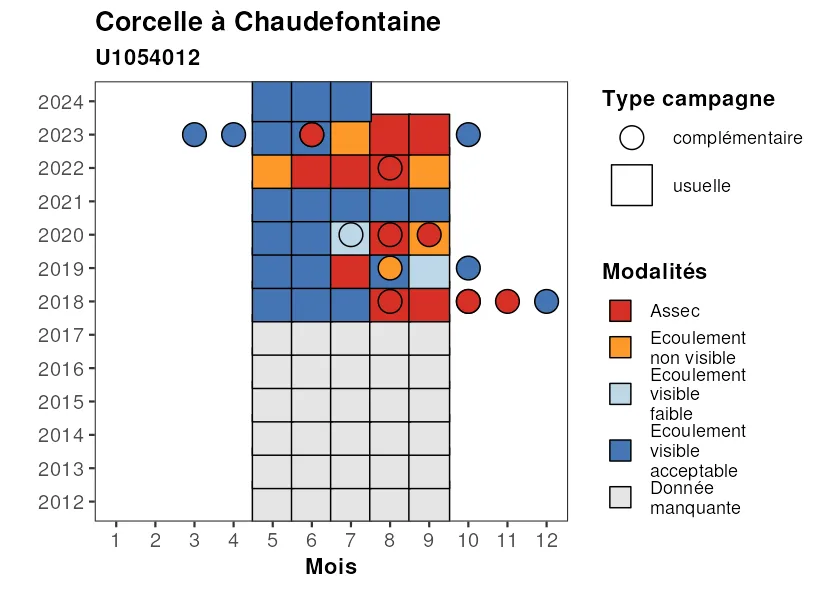 Corcelle à Chaudefontaine
U1054012
2024
2023
2022
2021
2020
2019
2018
2017
2016
2015
2014
2013
2012
1 2 3 4 5 6 7 8 9 10 11 12
Mois
Type campagne
complémentaire
usuelle
Modalités
Assec
Ecoulement
non visible
Ecoulement
visible
faible
Ecoulement
visible
acceptable
Donnée
manquante